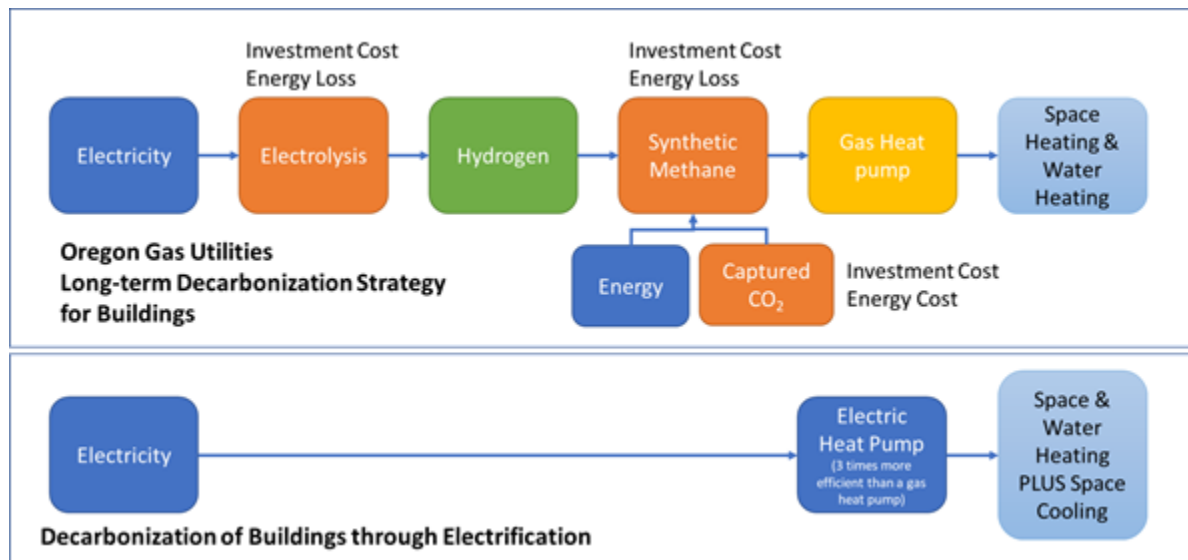 Investment Cost
Energy Loss
Investment Cost
Energy Loss
Electricity
Electrolysis
Hydrogen
Synthetic
Methane
Gas Heat
pump
Space
Heating &
Water
Heating
Oregon Gas Utilities
Long-term Decarbonization Strategy
for Buildings
Energy
Captured
CO₂
Investment Cost
Energy Cost
Electricity
Electric
Heat Pump
(3 times more
efficient than a gas
heat pump)
Space &
Water
Heating
PLUS Space
Cooling
Decarbonization of Buildings through Electrification